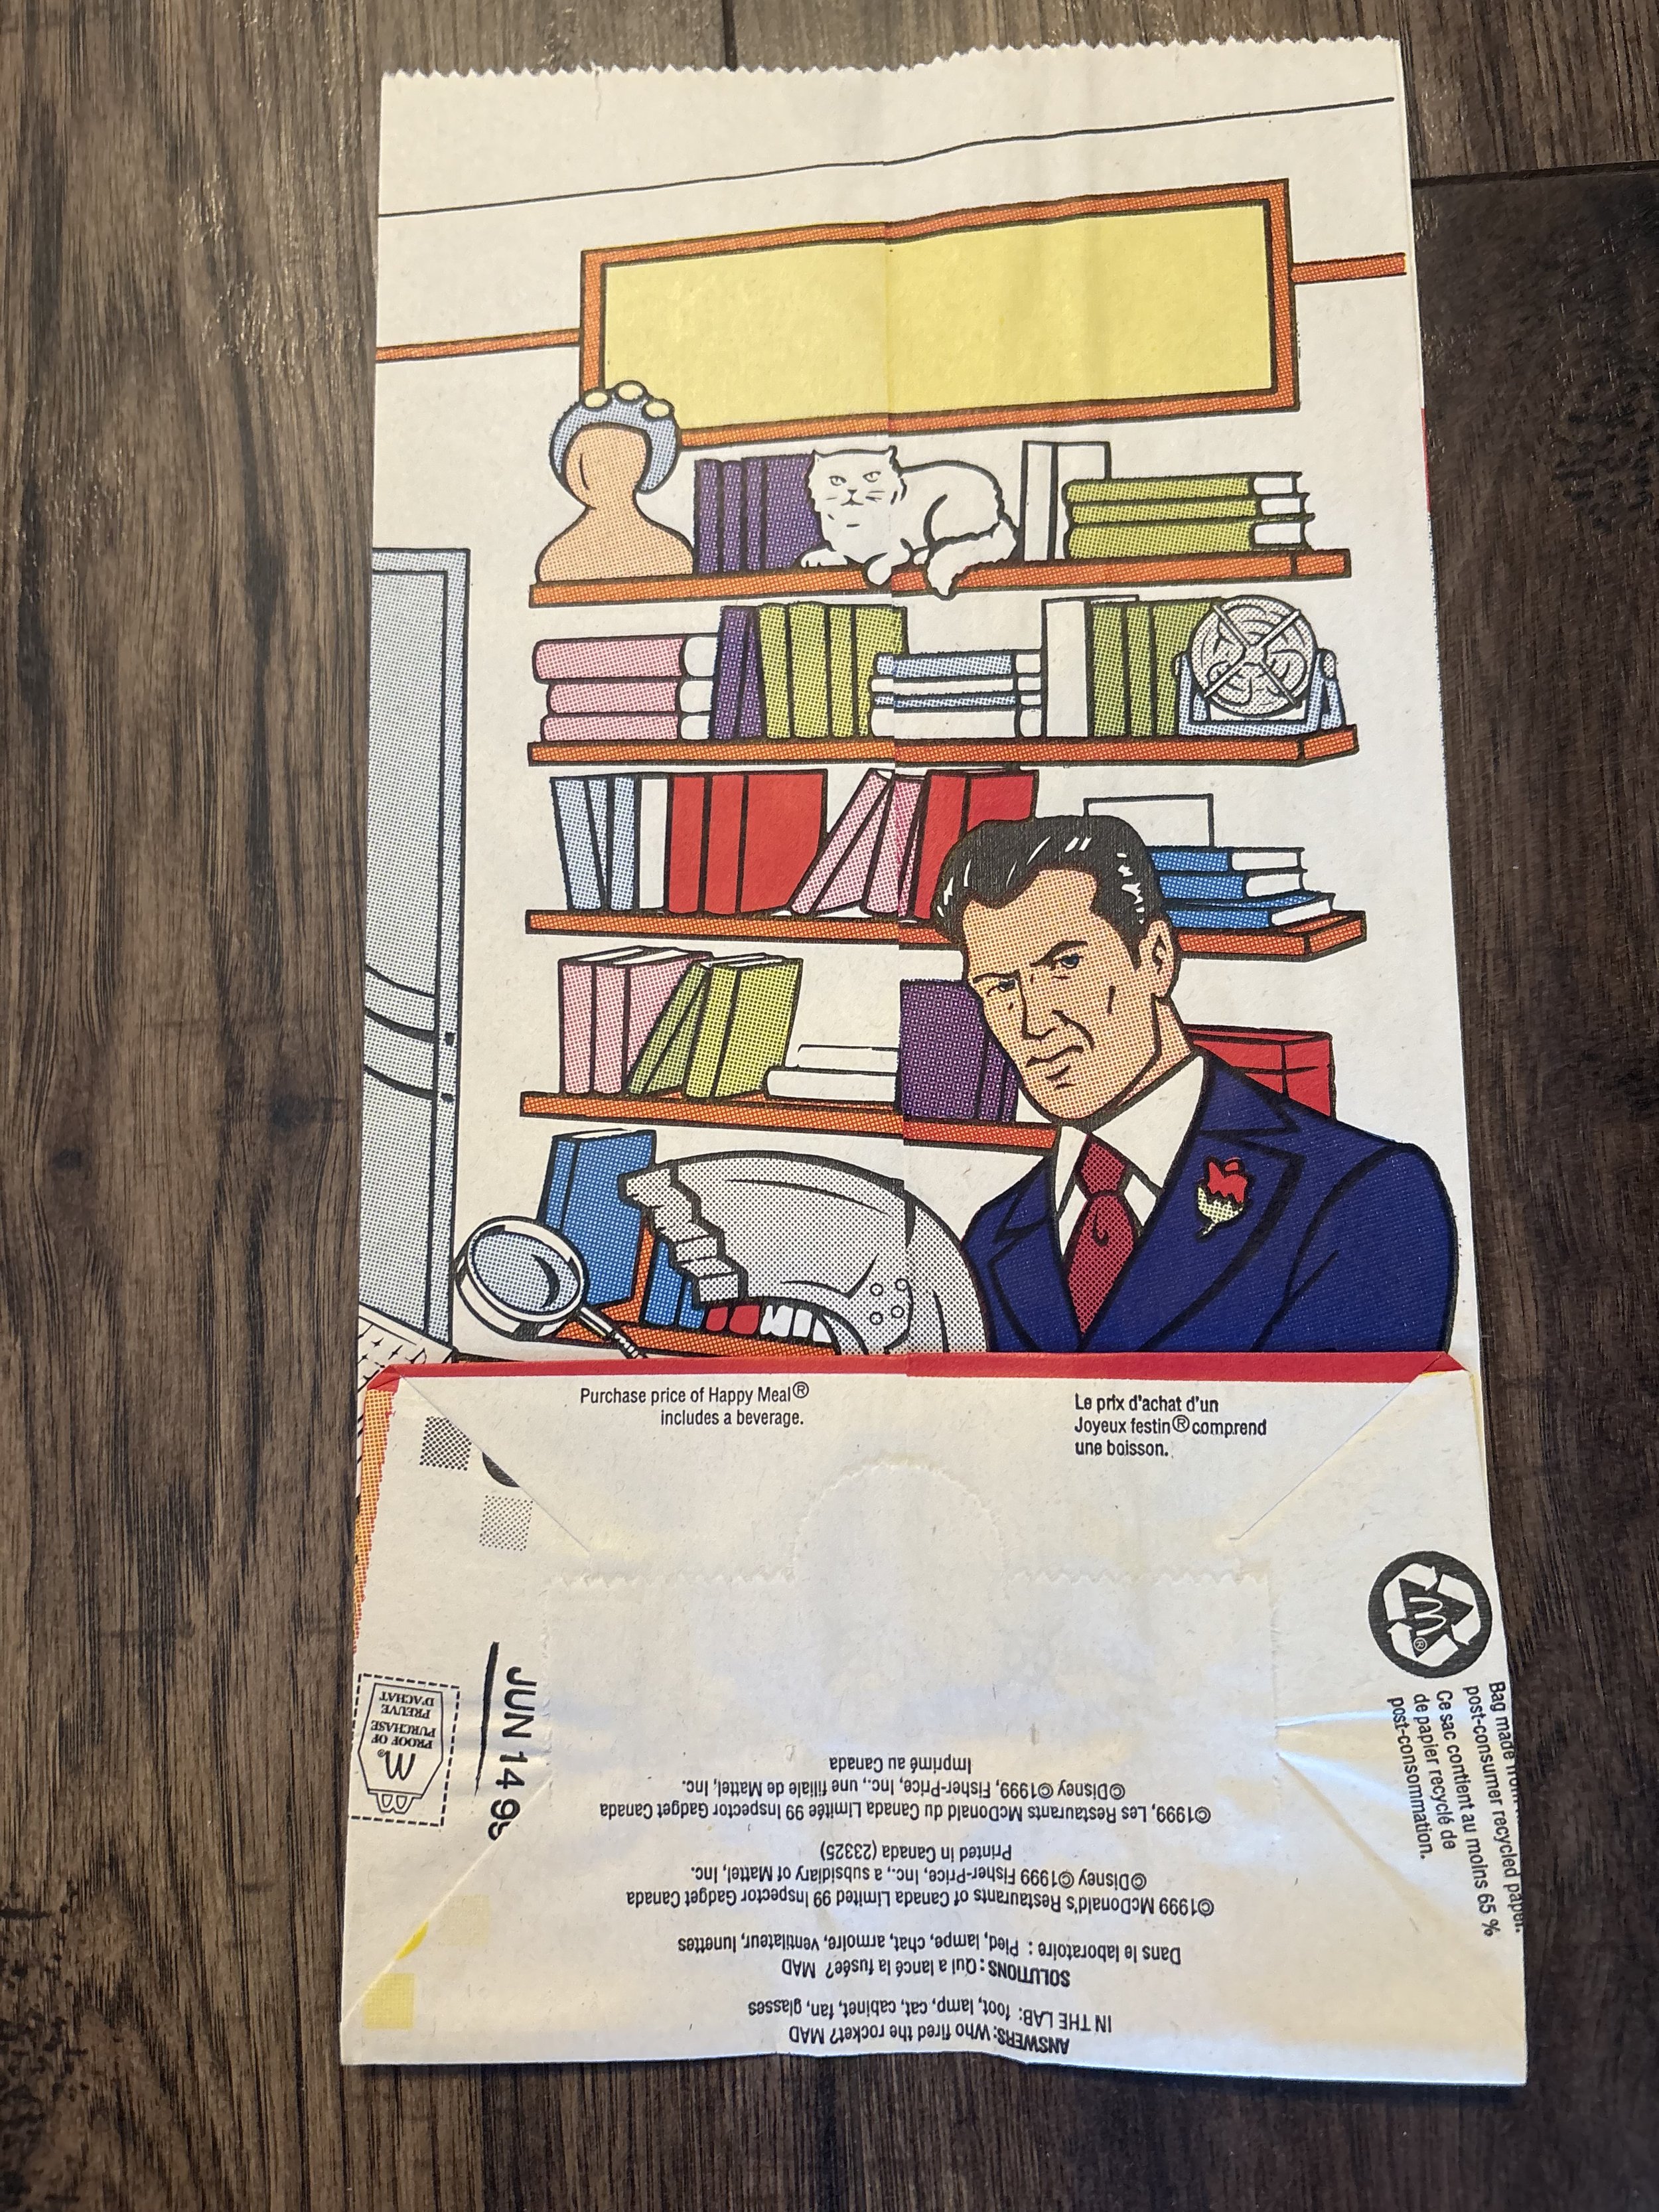 Purchase price of Happy Meal®
includes a beverage.
Le prix d'achat d'un
Joyeux festin® comprend
une boisson.
Bag made
post-consumer recycled paper.
Ce sac contient au moins 65 %
de papier recyclé de
post-consommation.
JUN 14 9
PROOF OF
PURCHASE
PREUVE
D'ACHAT
ANSWERS: Who fired the rocket? MAD
IN THE LAB: foot, lamp, cat, cabinet, fan, glasses
SOLUTIONS : Qui a lancé la fusée? MAD
Dans le laboratoire : Pied, lampe, chat, armoire, ventilateur, lunettes
©1999 McDonald's Restaurants of Canada Limited 99 Inspector Gadget Canada
©Disney ©1999 Fisher-Price, Inc., a subsidiary of Mattel, Inc.
Printed in Canada (23325)
©1999, Les Restaurants McDonald du Canada Limitée 99 Inspector Gadget Canada
©Disney ©1999, Fisher-Price, Inc., une filiale de Mattel, Inc.
Imprimé au Canada